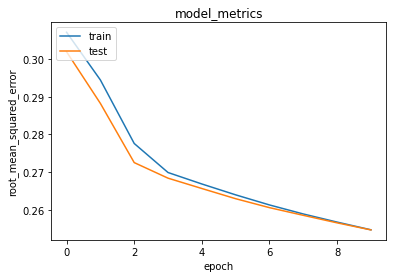 model_metrics
train
test
0.30
0.29
0.28
0.27
0.26
root_mean_squared_error
0 2 4 6 8
epoch